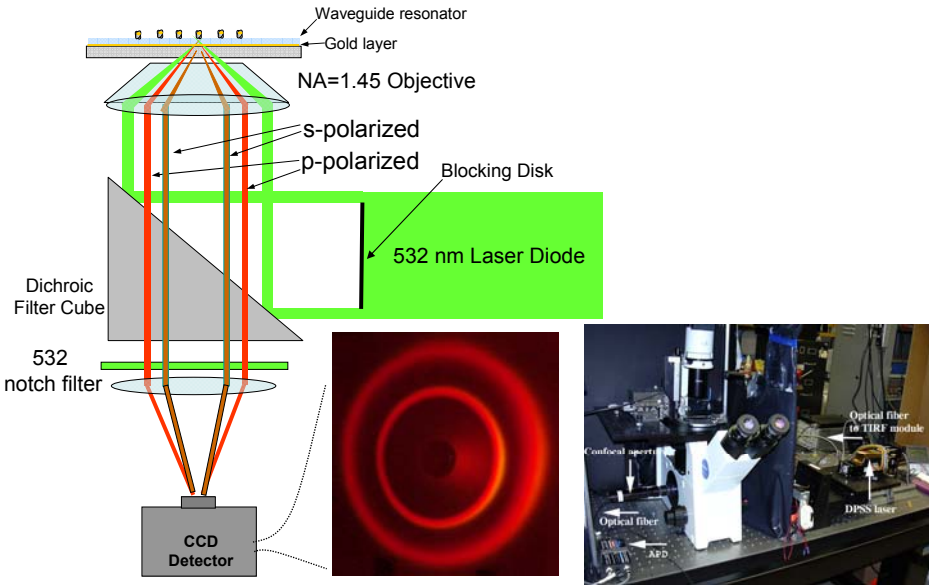 Waveguide resonator
Gold layer
NA=1.45 Objective
s-polarized
p-polarized
Blocking Disk
532 nm Laser Diode
Dichroic
Filter Cube
532
notch filter
CCD
Detector
Optical fiber
to TIRF module
Confocal aperture
DPSS laser
Optical fiber
APD